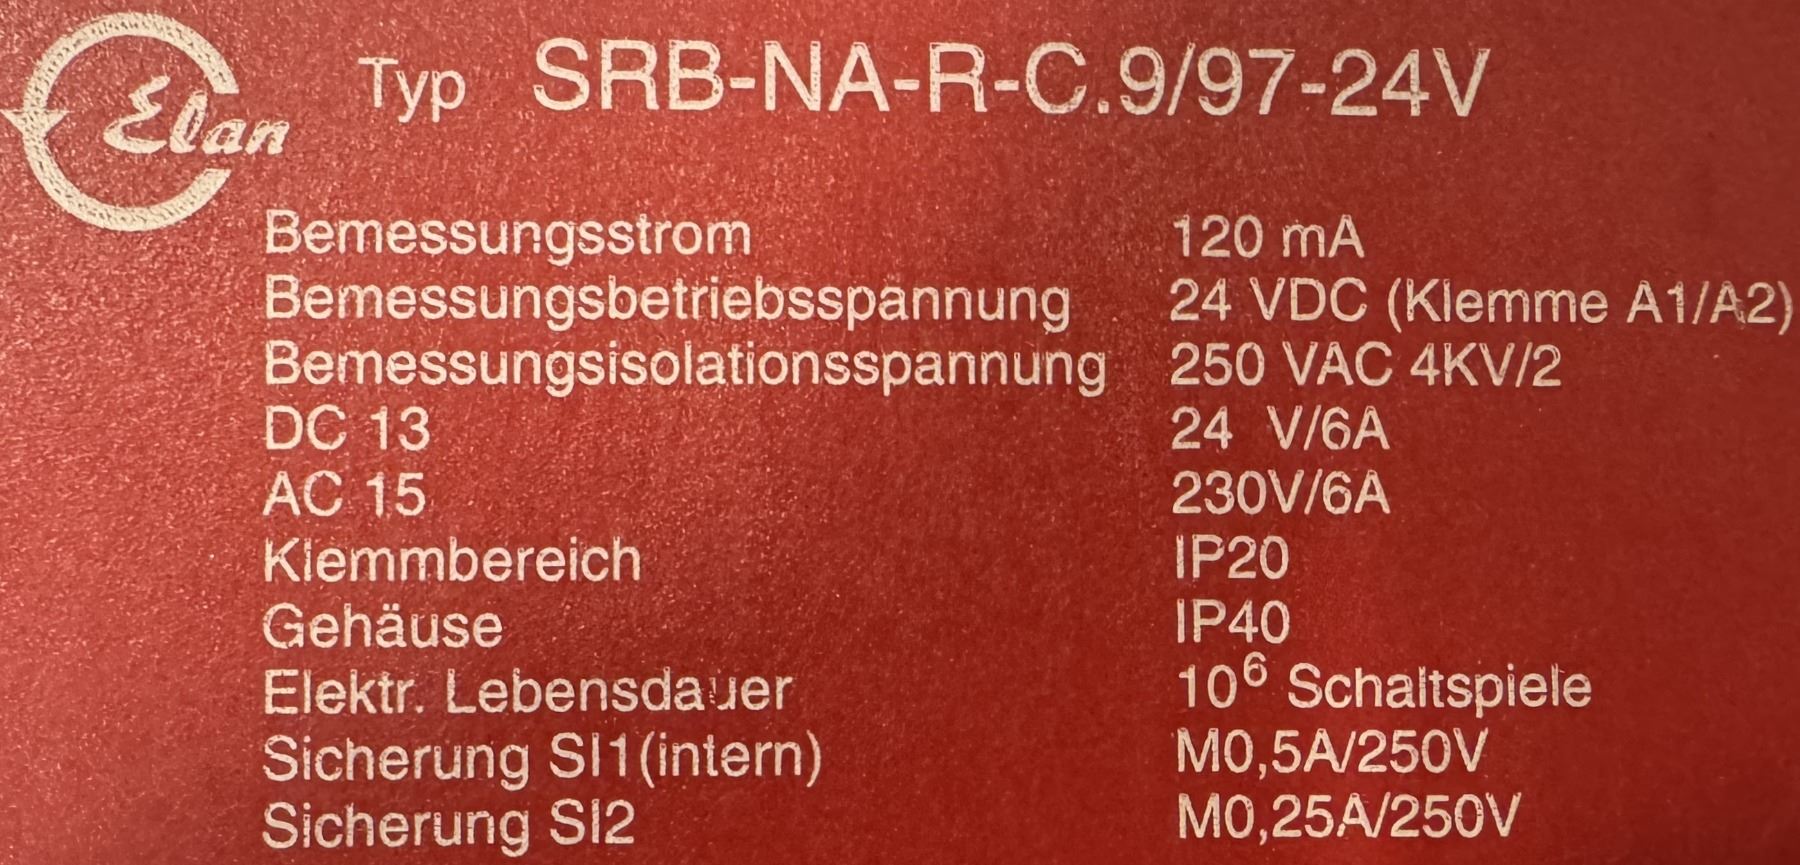 Elan
Typ SRB-NA-R-C.9/97-24V
Bemessungsstrom 120 mA
Bemessungsbetriebsspannung 24 VDC (Klemme A1/A2)
Bemessungsisolationsspannung 250 VAC 4KV/2
DC 13 24 V/6A
AC 15 230V/6A
Klemmbereich IP20
Gehäuse IP40
Elektr. Lebensdauer 10⁶ Schaltspiele
Sicherung SI1(intern) M0,5A/250V
Sicherung SI2 M0,25A/250V